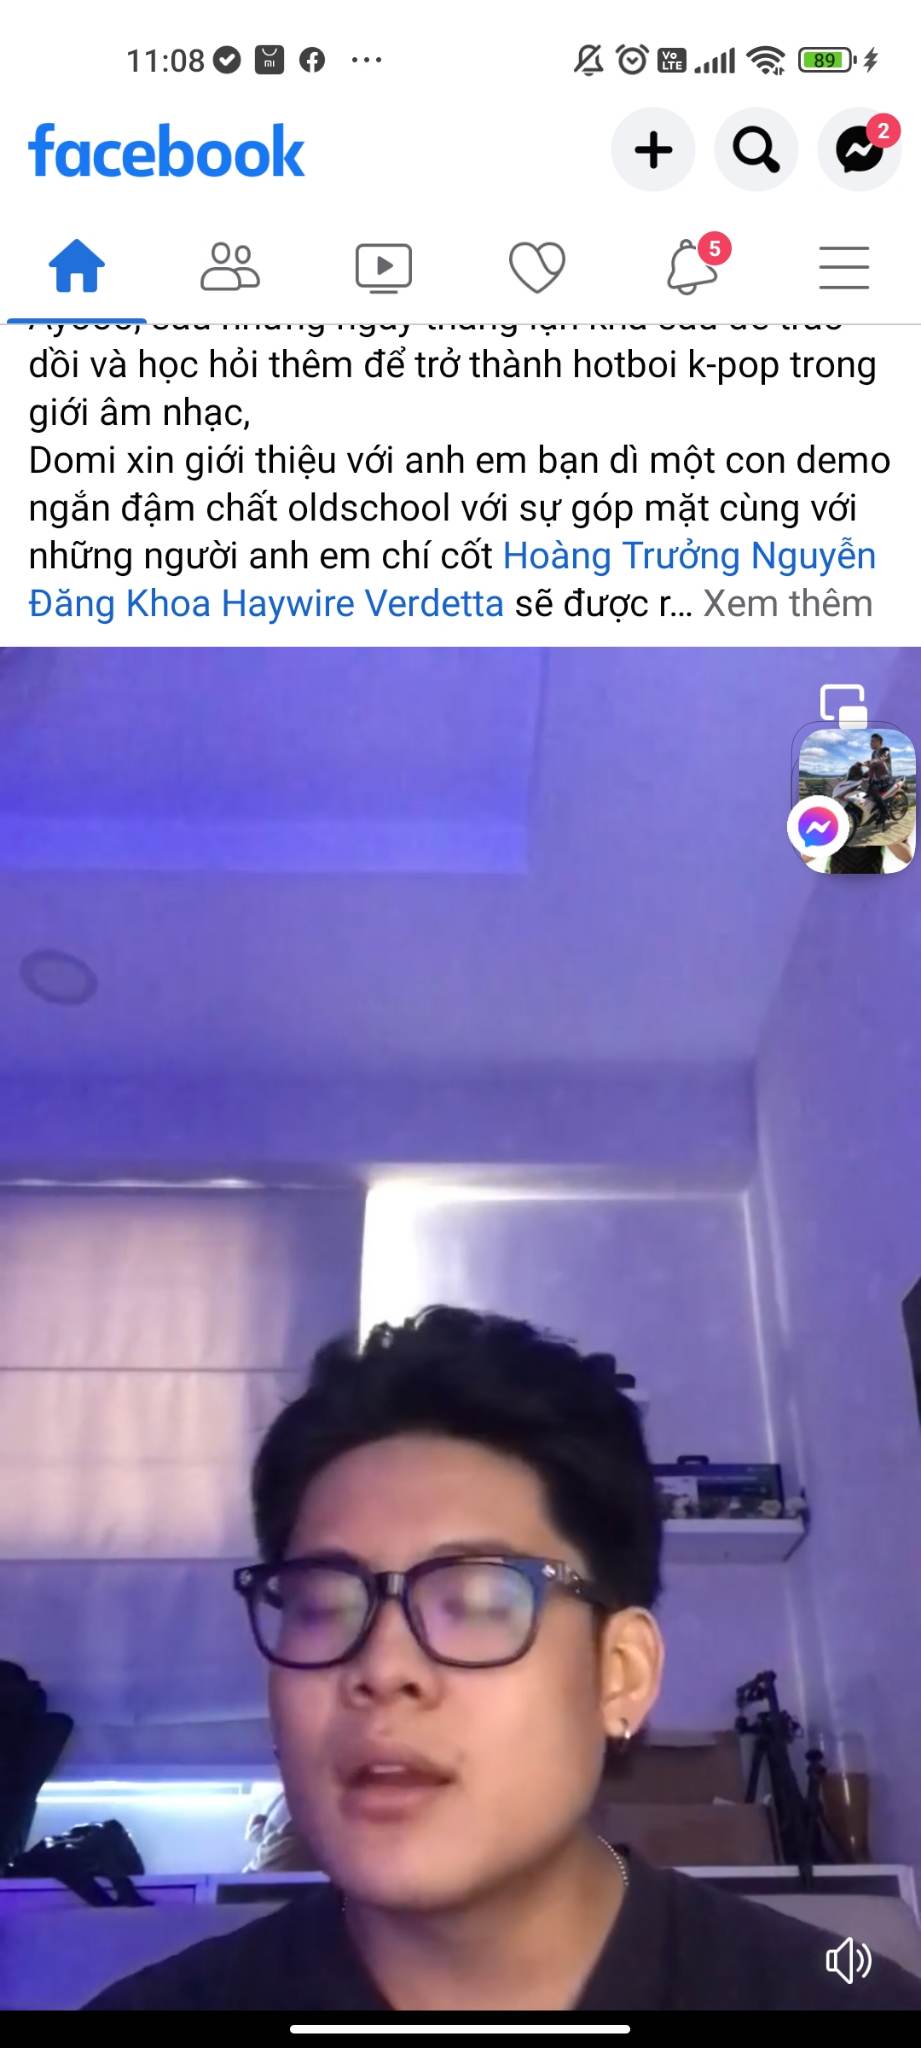 11:08
VO LTE
89
facebook
2
5
dồi và học hỏi thêm để trở thành hotboi k-pop trong
giới âm nhạc,
Domi xin giới thiệu với anh em bạn dì một con demo
ngắn đậm chất oldschool với sự góp mặt cùng với
những người anh em chí cốt Hoàng Trưởng Nguyễn
Đăng Khoa Haywire Verdetta sẽ được r... Xem thêm